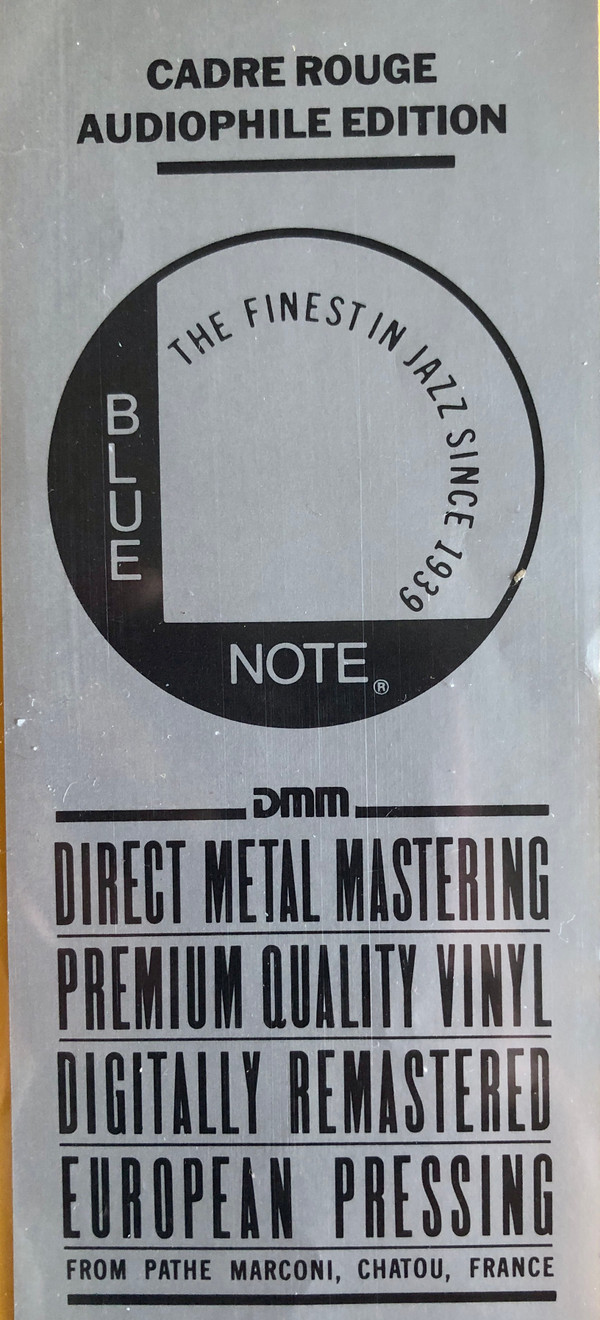 CADRE ROUGE
AUDIOPHILE EDITION
THE FINEST IN JAZZ SINCE 1939
BLUE
NOTE®
DMM
DIRECT METAL MASTERING
PREMIUM QUALITY VINYL
DIGITALLY REMASTERED
EUROPEAN PRESSING
FROM PATHE MARCONI, CHATOU, FRANCE